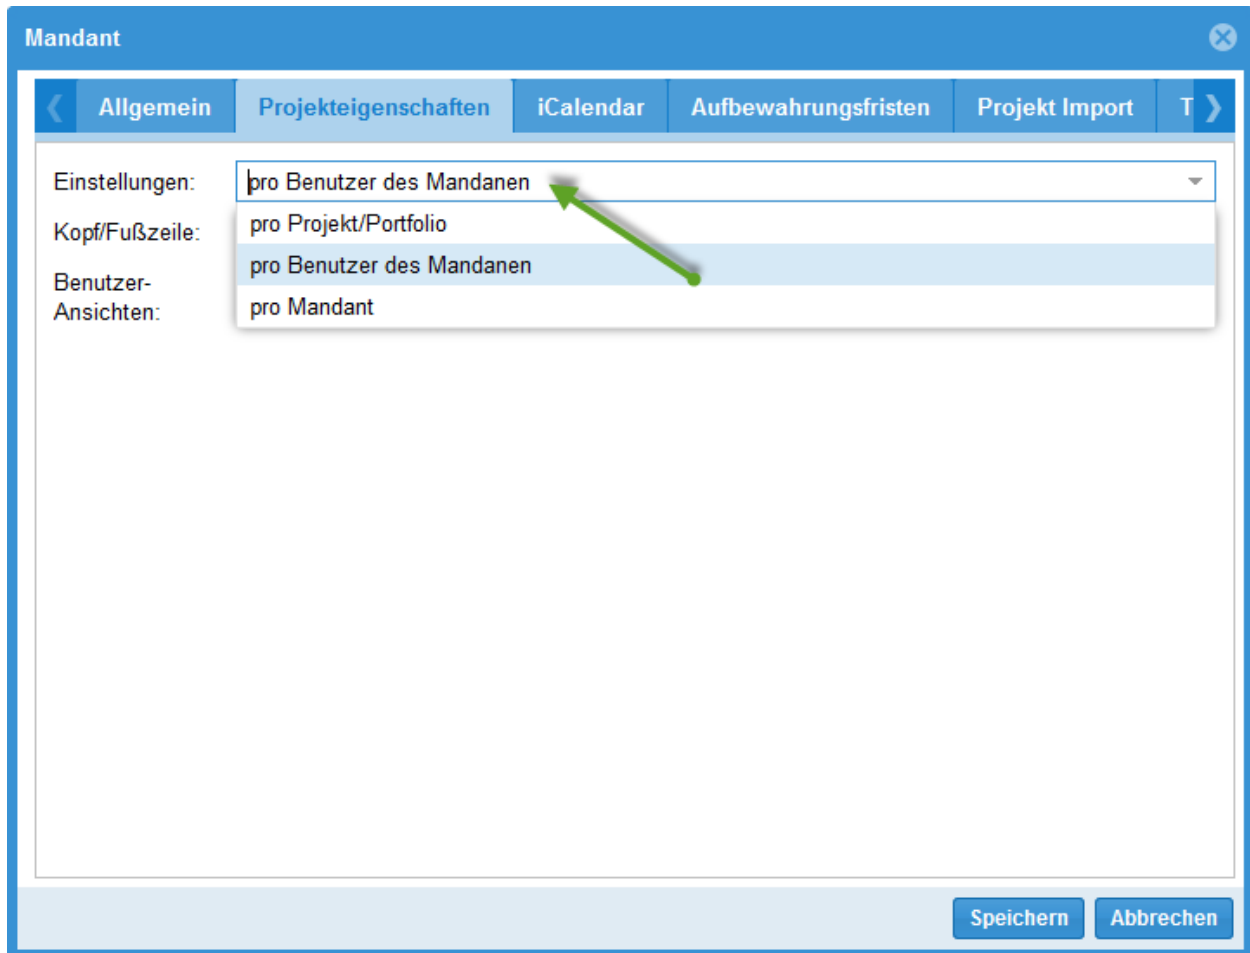 Mandant
Allgemein Projekteigenschaften iCalendar Aufbewahrungsfristen Projekt Import T
Einstellungen: pro Benutzer des Mandanen
Kopf/Fußzeile: pro Projekt/Portfolio
pro Benutzer des Mandanen
Benutzer-
Ansichten: pro Mandant
Speichern Abbrechen